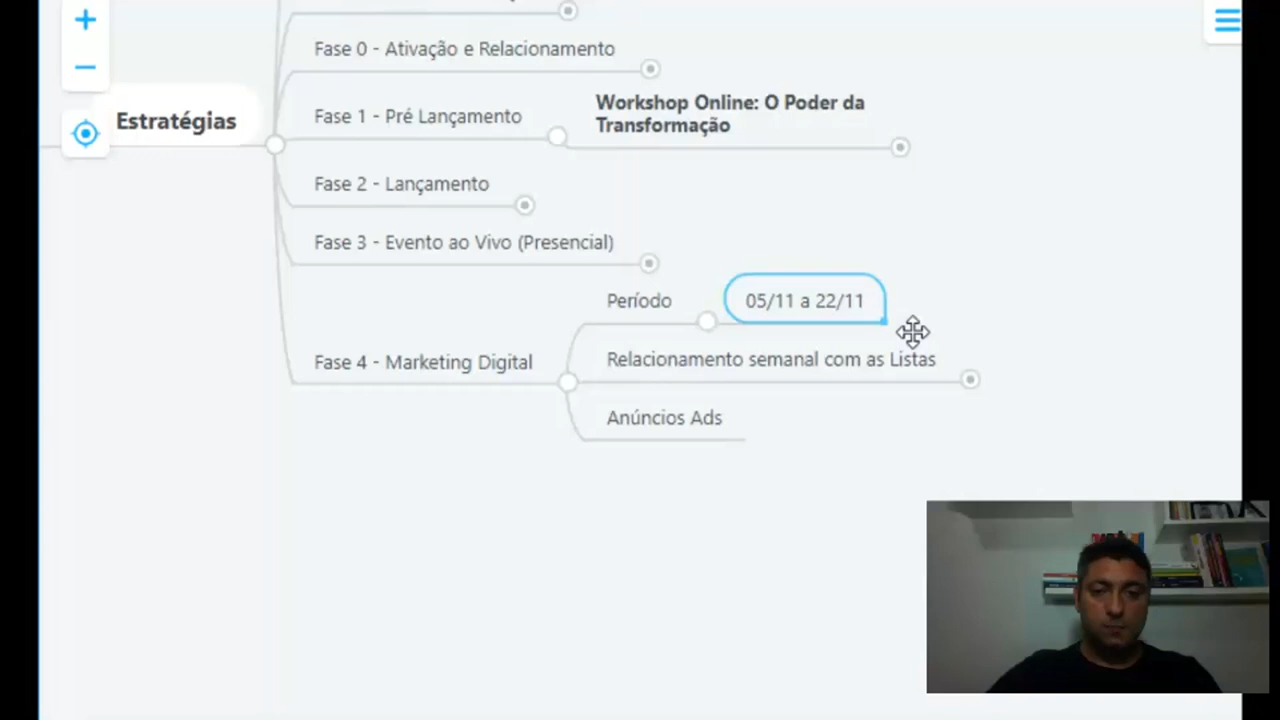 Estratégias
Fase 0 - Ativação e Relacionamento
Fase 1 - Pré Lançamento
Workshop Online: O Poder da
Transformação
Fase 2 - Lançamento
Fase 3 - Evento ao Vivo (Presencial)
Fase 4 - Marketing Digital
Período
05/11 a 22/11
Relacionamento semanal com as Listas
Anúncios Ads